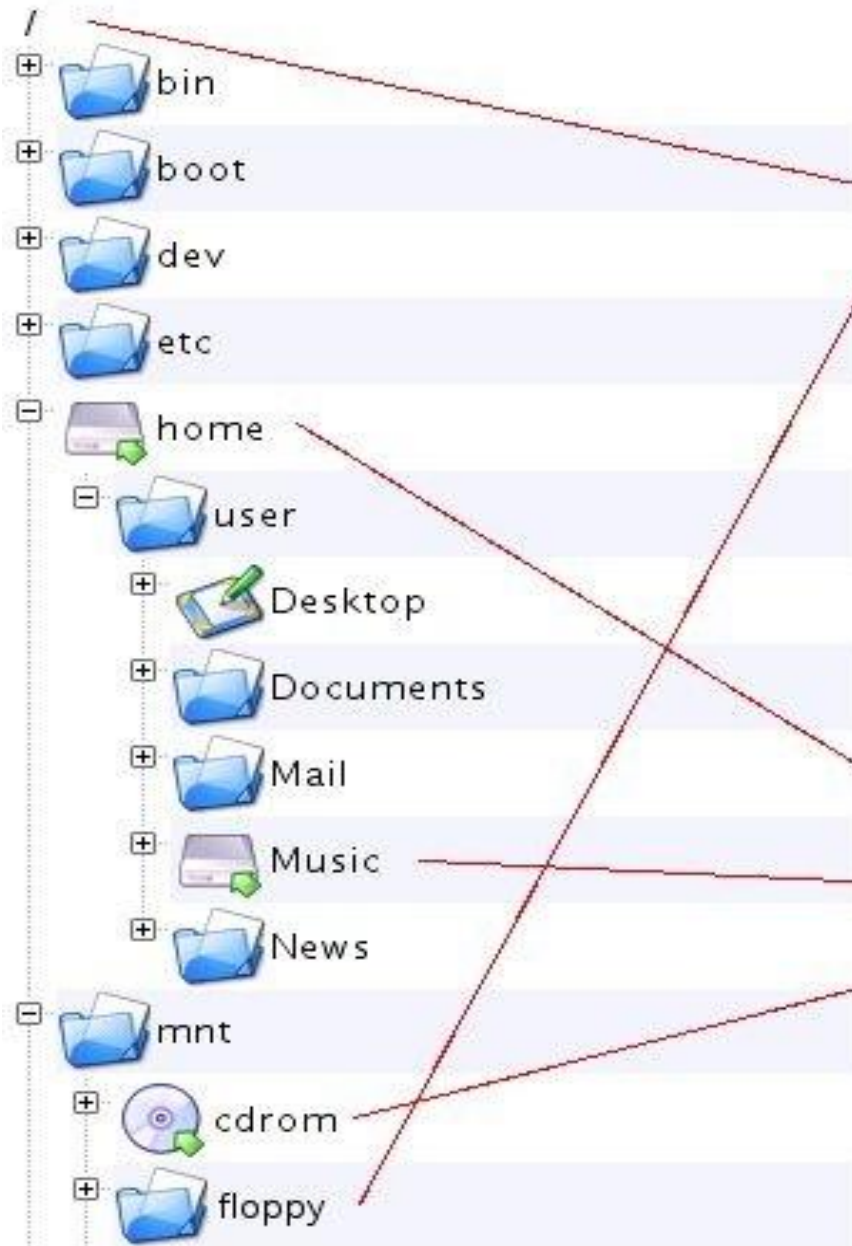 /
bin
boot
dev
etc
home
user
Desktop
Documents
Mail
Music
News
mnt
cdrom
floppy